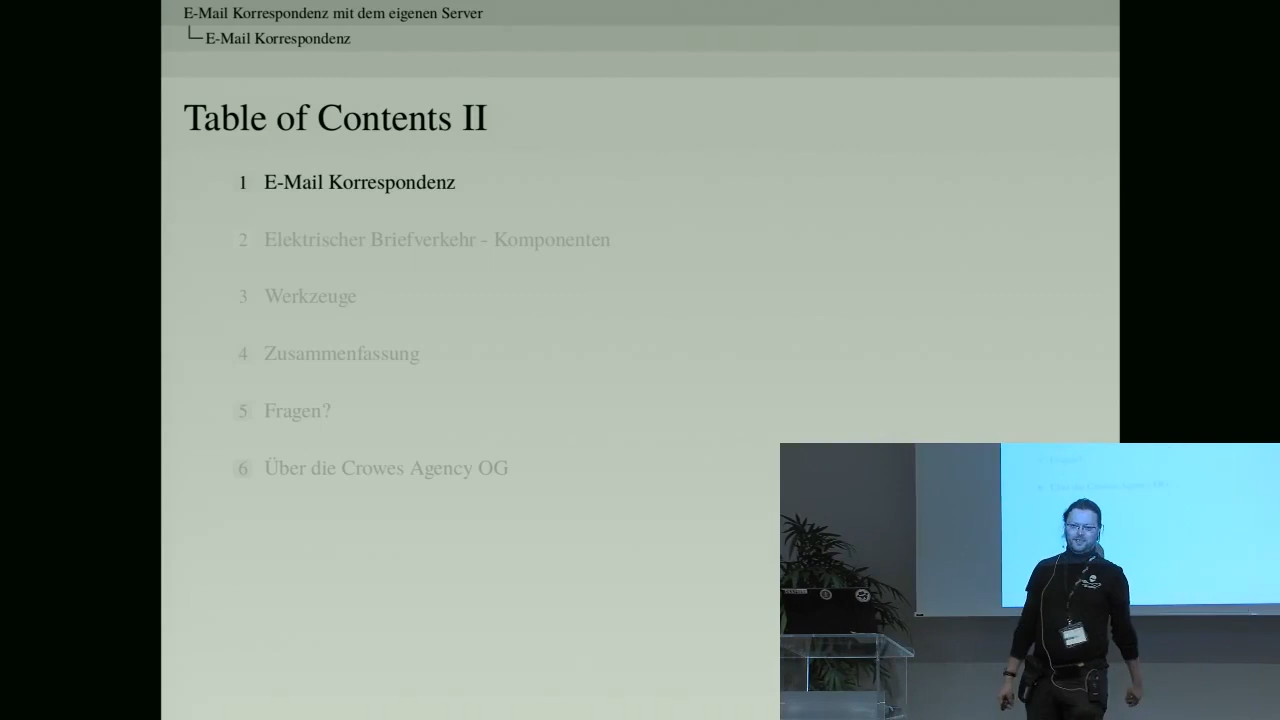 E-Mail Korrespondenz mit dem eigenen Server
E-Mail Korrespondenz
Table of Contents II
1 E-Mail Korrespondenz
2 Elektrischer Briefverkehr - Komponenten
3 Werkzeuge
4 Zusammenfassung
5 Fragen?
6 Über die Crowes Agency OG